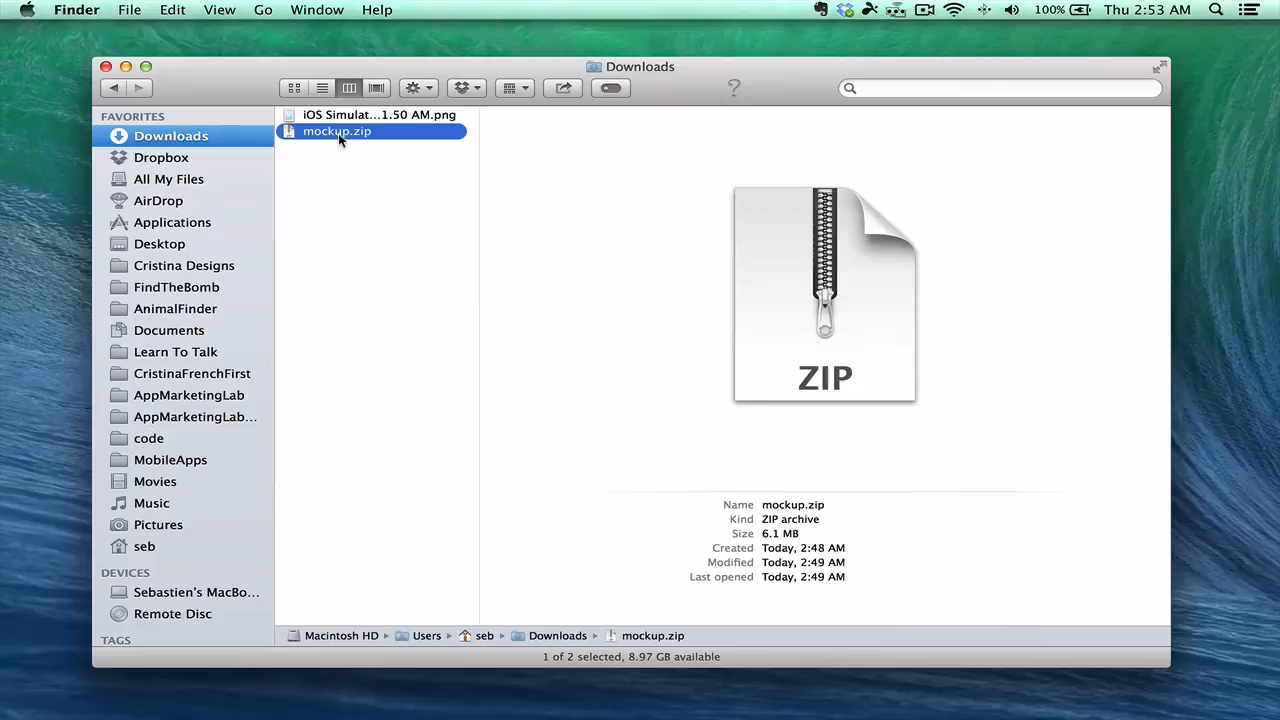 Finder File Edit View Go Window Help 100% Thu 2:53 AM
Downloads
?
FAVORITES
Downloads
Dropbox
All My Files
AirDrop
Applications
Desktop
Cristina Designs
FindTheBomb
AnimalFinder
Documents
Learn To Talk
CristinaFrenchFirst
AppMarketingLab
AppMarketingLab...
code
MobileApps
Movies
Music
Pictures
seb
DEVICES
Sebastien's MacBo...
Remote Disc
TAGS
iOS Simulat...1.50 AM.png
mockup.zip
ZIP
Name mockup.zip
Kind ZIP archive
Size 6.1 MB
Created Today, 2:48 AM
Modified Today, 2:49 AM
Last opened Today, 2:49 AM
Macintosh HD ▸ Users ▸ seb ▸ Downloads ▸ mockup.zip
1 of 2 selected, 8.97 GB available